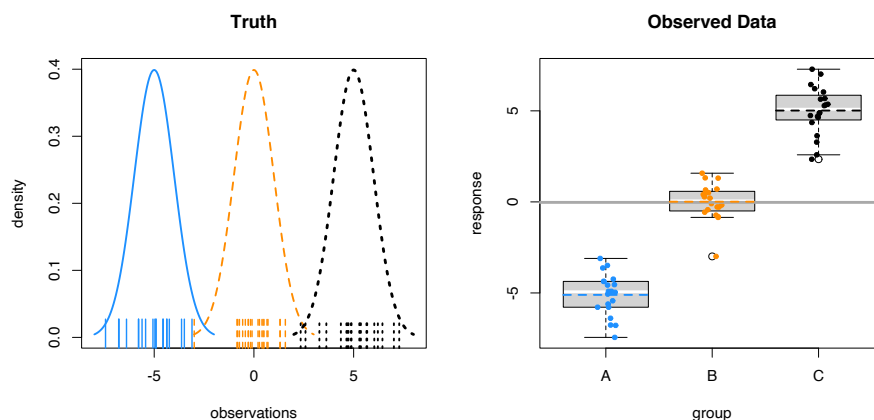 Truth
density
0.4
0.3
0.2
0.1
0.0
-5 0 5
observations
Observed Data
response
5
0
-5
A B C
group